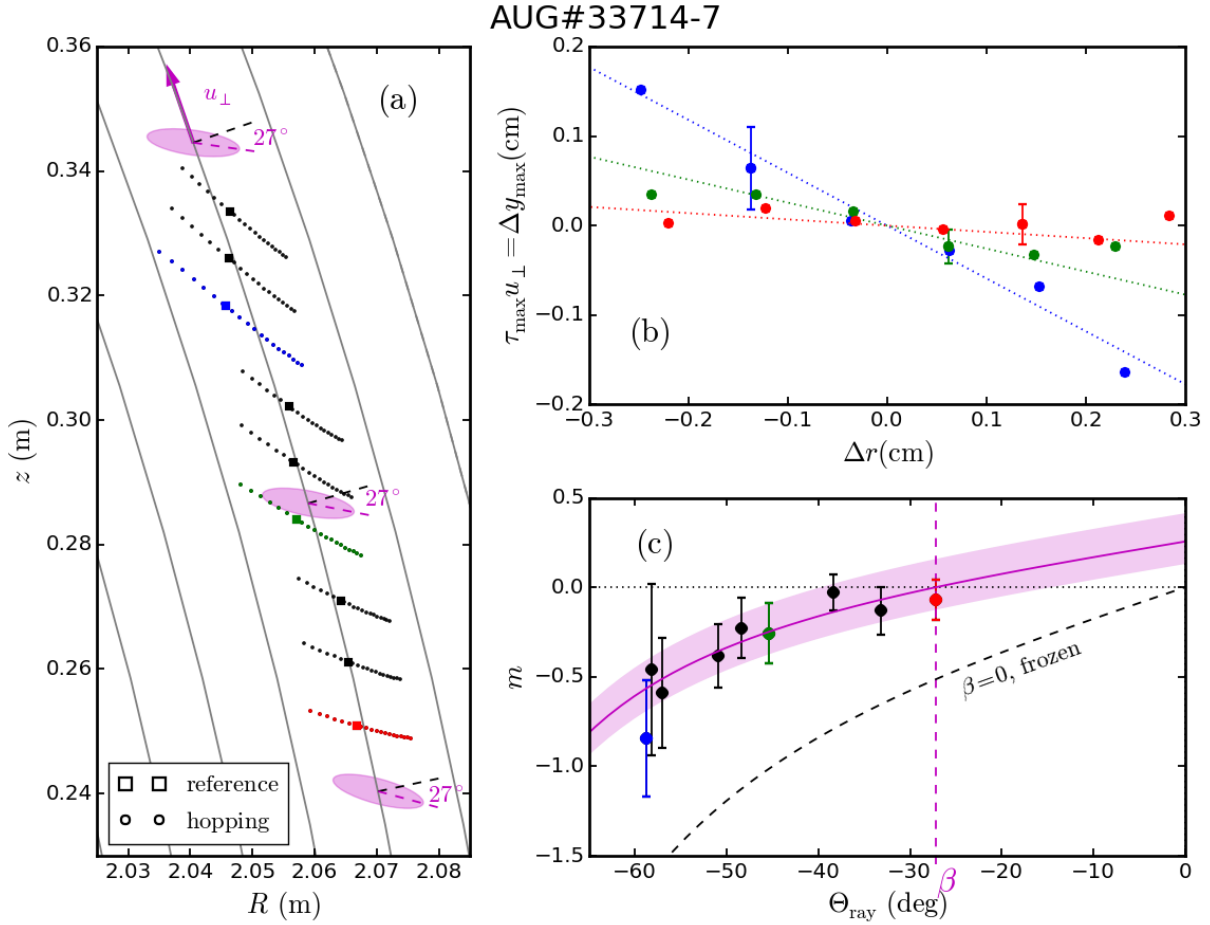 AUG#33714-7
0.36
0.34
0.32
0.30
0.28
0.26
0.24
z (m)
2.03 2.04 2.05 2.06 2.07 2.08
R (m)
(a)
u⊥
27°
27°
27°
reference
hopping
0.2
0.1
0.0
−0.1
−0.2
τmax u⊥ = Δymax(cm)
(b)
−0.3 −0.2 −0.1 0.0 0.1 0.2 0.3
Δr(cm)
0.5
0.0
−0.5
−1.0
−1.5
m
(c)
β=0, frozen
−60 −50 −40 −30 −20 −10 0
β
Θray (deg)